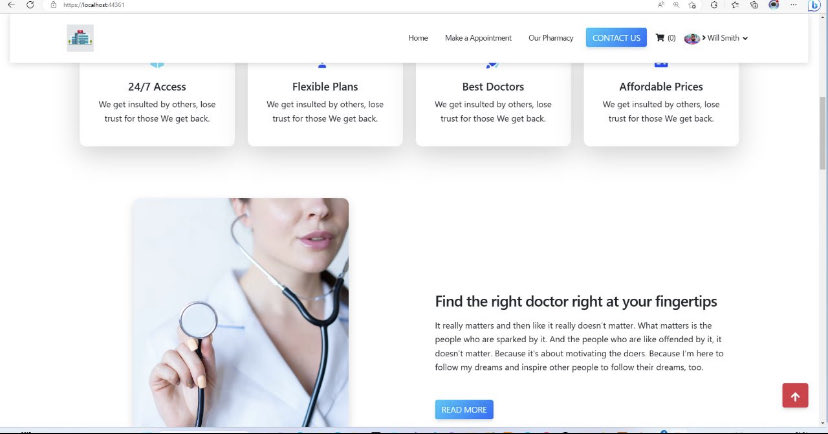 https://localhost:44361
Home
Make a Appointment
Our Pharmacy
CONTACT US
(0)
Will Smith
24/7 Access
We get insulted by others, lose
trust for those We get back.
Flexible Plans
We get insulted by others, lose
trust for those We get back.
Best Doctors
We get insulted by others, lose
trust for those We get back.
Affordable Prices
We get insulted by others, lose
trust for those We get back.
Find the right doctor right at your fingertips
It really matters and then like it really doesn't matter. What matters is the
people who are sparked by it. And the people who are like offended by it, it
doesn't matter. Because it's about motivating the doers. Because I'm here to
follow my dreams and inspire other people to follow their dreams, too.
READ MORE